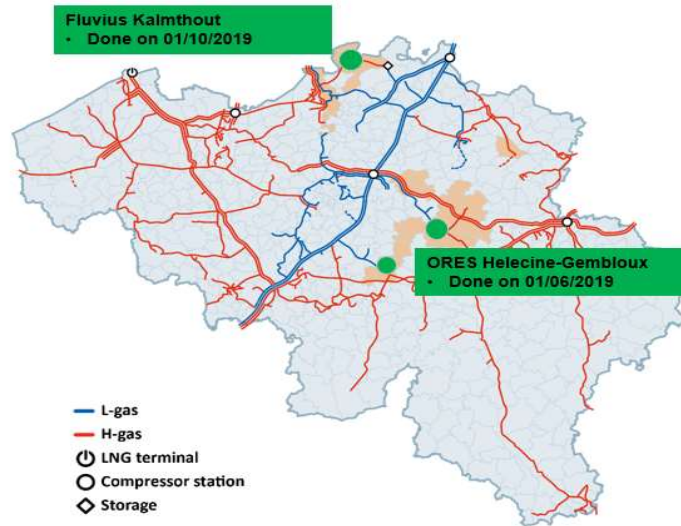 Fluvius Kalmthout
• Done on 01/10/2019
ORES Helecine-Gembloux
• Done on 01/06/2019
L-gas
H-gas
LNG terminal
Compressor station
Storage